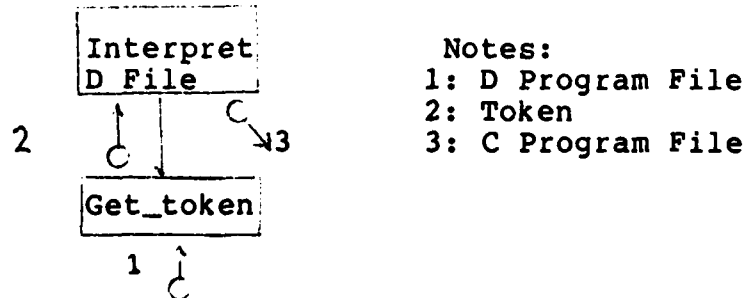 Interpret
D File
2
3
Get_token
1
Notes:
1: D Program File
2: Token
3: C Program File